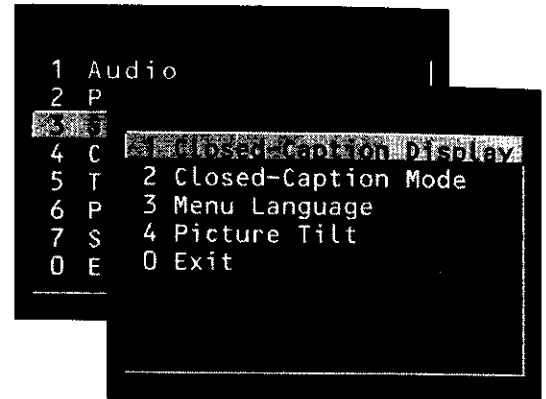 1 Audio
2 P
3 S
4 C
5 T
6 P
7 S
0 E
1 Closed-Caption Display
2 Closed-Caption Mode
3 Menu Language
4 Picture Tilt
0 Exit